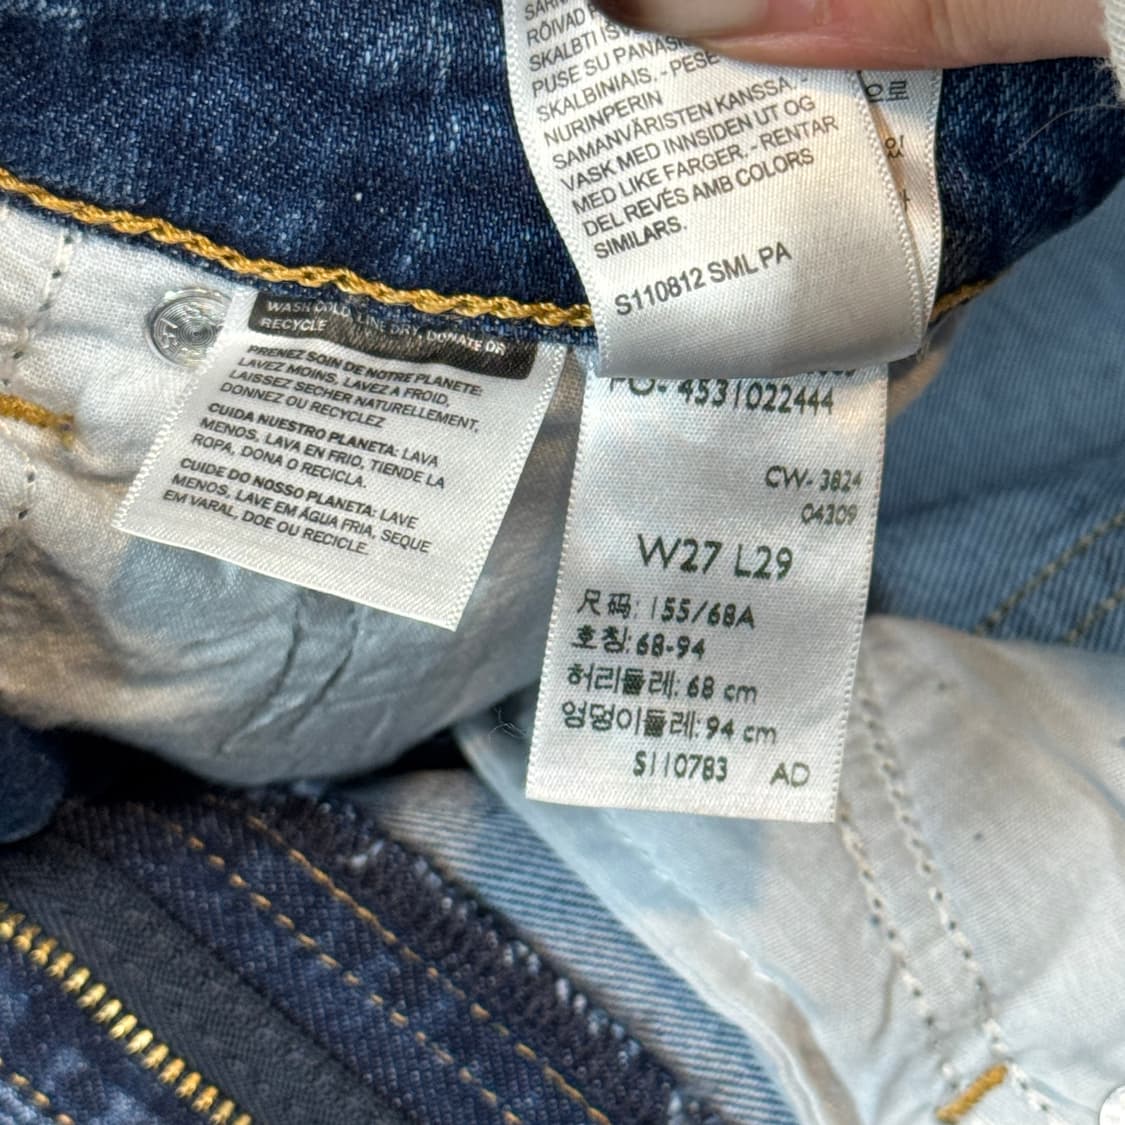 RÕIVAD
SKALBTI
PUSE SU
SKALBINIAIS. - PESE
NURINPERIN
SAMANVÄRISTEN KANSSA. -
VASK MED INNSIDEN UT OG
MED LIKE FARGER. - RENTAR
DEL REVÉS AMB COLORS
SIMILARS.
S110812 SML PA
으로
WASH COLD, LINE DRY, DONATE OR
RECYCLE
PRENEZ SOIN DE NOTRE PLANETE:
LAVEZ MOINS, LAVEZ A FROID,
LAISSEZ SECHER NATURELLEMENT,
DONNEZ OU RECYCLEZ
CUIDA NUESTRO PLANETA: LAVA
MENOS, LAVA EN FRIO, TIENDE LA
ROPA, DONA O RECICLA.
CUIDE DO NOSSO PLANETA: LAVE
MENOS, LAVE EM ÁGUA FRIA, SEQUE
EM VARAL, DOE OU RECICLE.
PO- 4531022444
CW- 3824
04309
W27 L29
尺码: 155/68A
호칭: 68-94
허리둘레: 68 cm
엉덩이둘레: 94 cm
S110783 AD